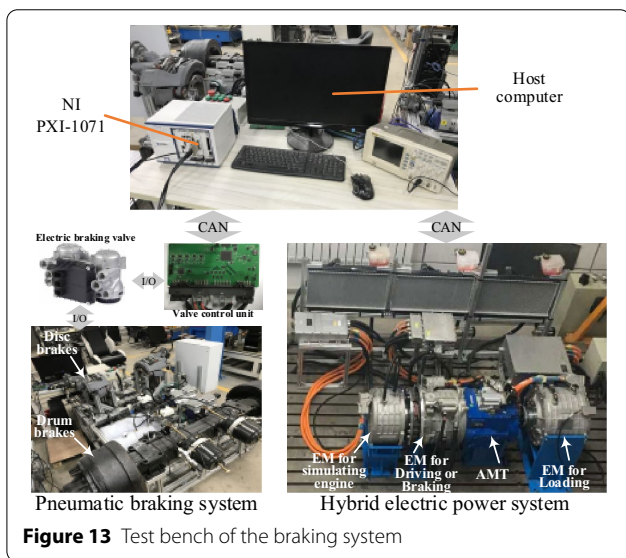 NI
PXI-1071
Host
computer
CAN
CAN
Electric braking valve
I/O
Valve control unit
I/O
Disc
brakes
Drum
brakes
Pneumatic braking system
EM for
simulating
engine
EM for
Driving or
Braking
AMT
EM for
Loading
Hybrid electric power system
Figure 13 Test bench of the braking system